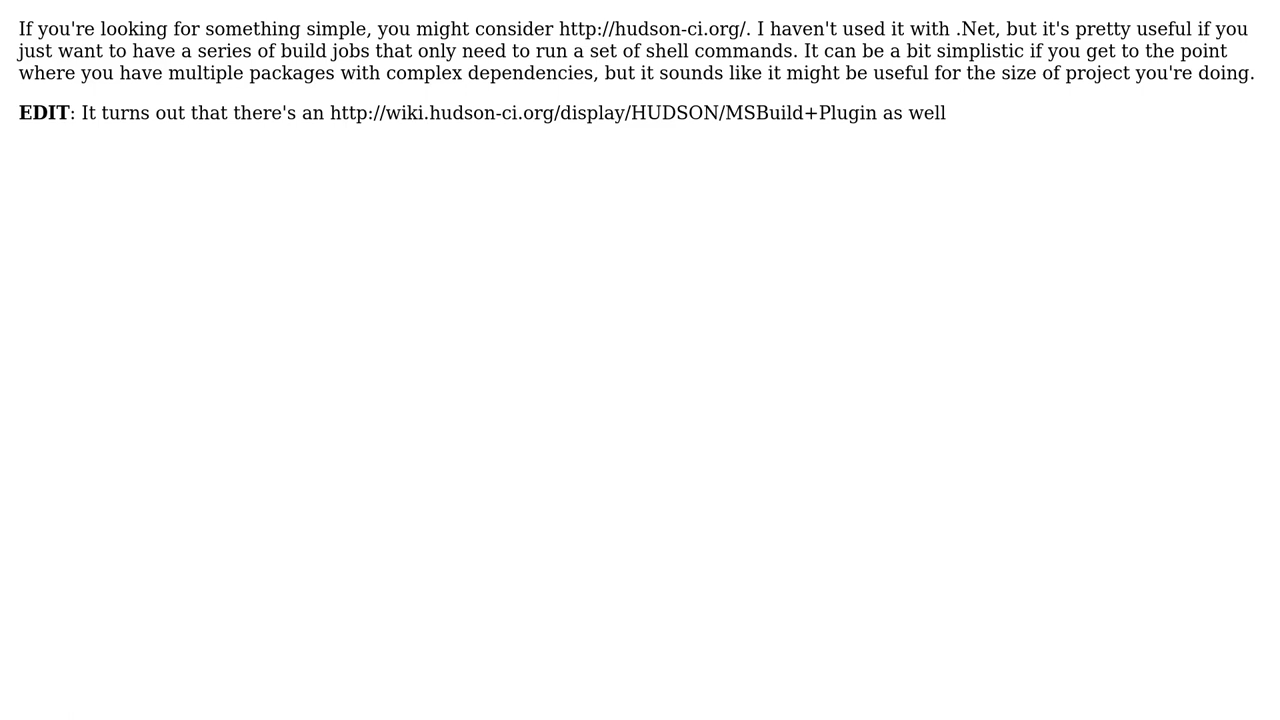 If you're looking for something simple, you might consider http://hudson-ci.org/. I haven't used it with .Net, but it's pretty useful if you
just want to have a series of build jobs that only need to run a set of shell commands. It can be a bit simplistic if you get to the point
where you have multiple packages with complex dependencies, but it sounds like it might be useful for the size of project you're doing.
EDIT: It turns out that there's an http://wiki.hudson-ci.org/display/HUDSON/MSBuild+Plugin as well